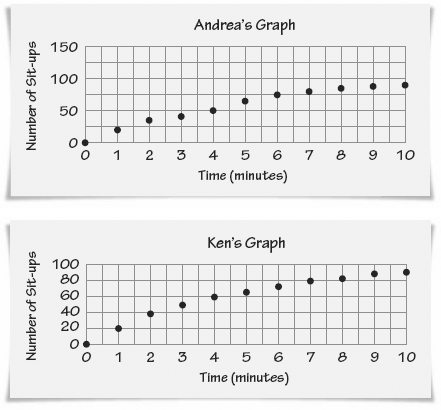 Andrea's Graph
Number of Sit-ups
150
100
50
0
0 1 2 3 4 5 6 7 8 9 10
Time (minutes)
Ken's Graph
Number of Sit-ups
100
80
60
40
20
0
0 1 2 3 4 5 6 7 8 9 10
Time (minutes)